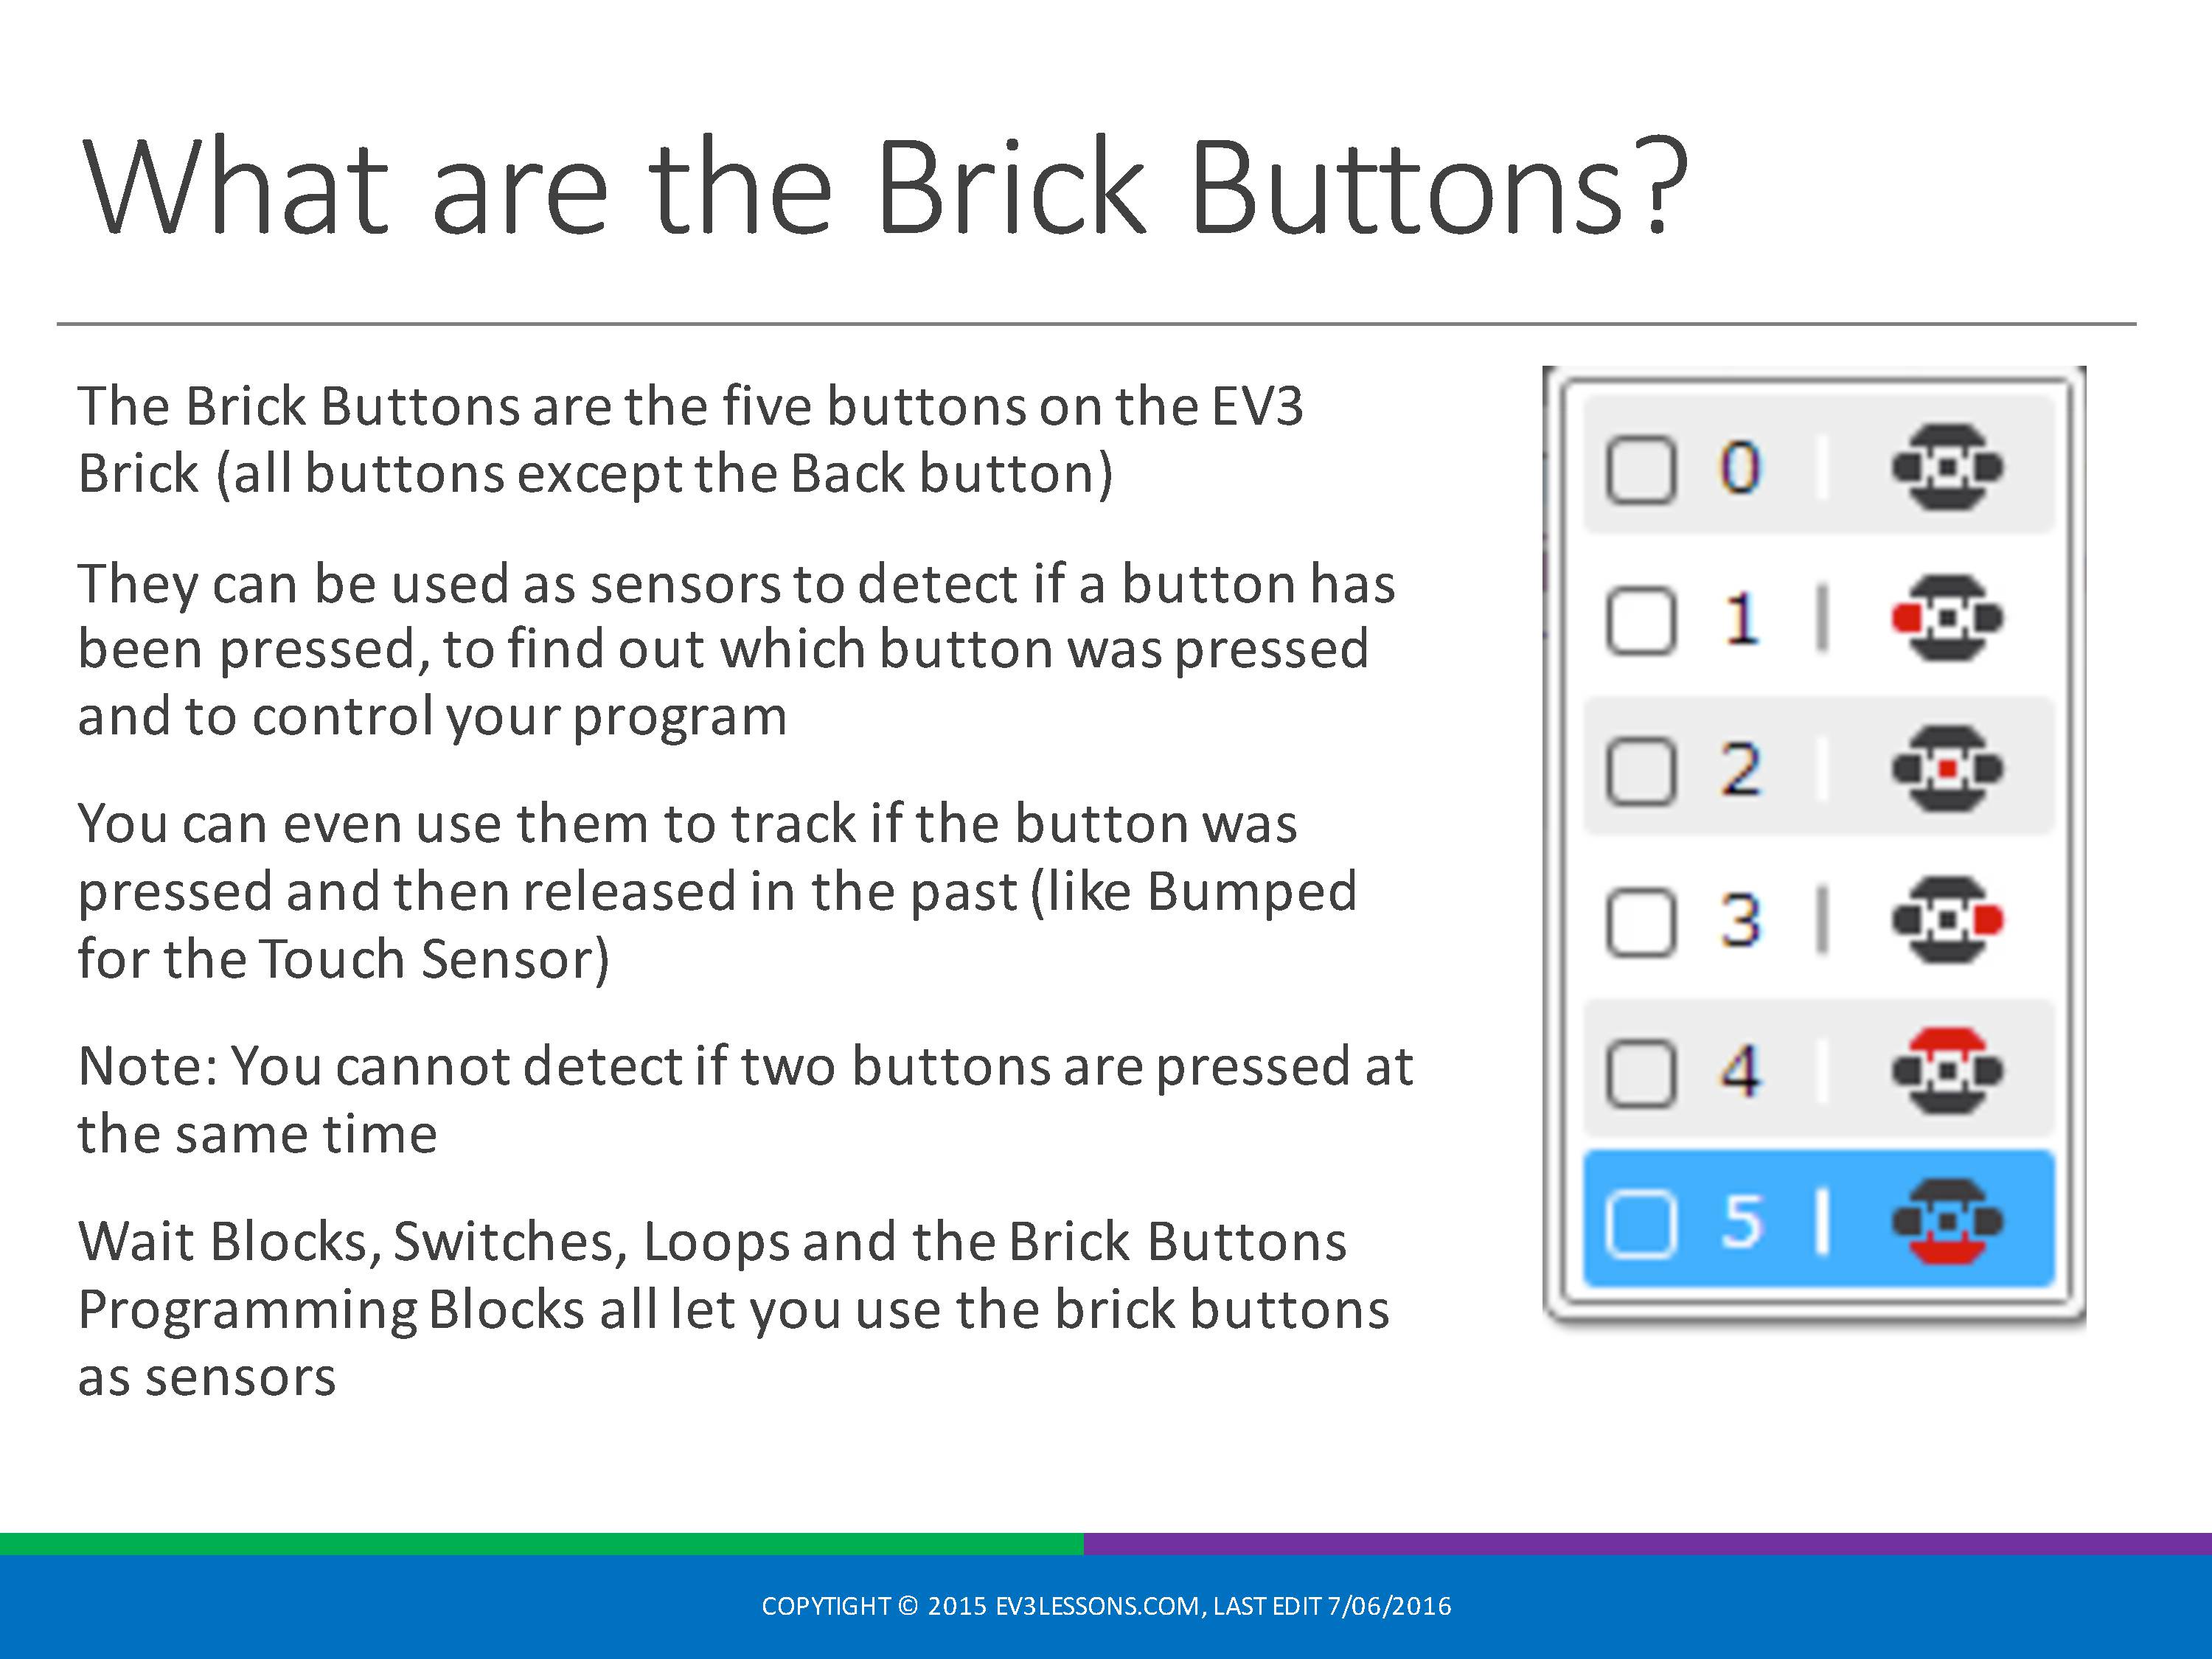 What are the Brick Buttons?
The Brick Buttons are the five buttons on the EV3
Brick (all buttons except the Back button)
They can be used as sensors to detect if a button has
been pressed, to find out which button was pressed
and to control your program
You can even use them to track if the button was
pressed and then released in the past (like Bumped
for the Touch Sensor)
Note: You cannot detect if two buttons are pressed at
the same time
Wait Blocks, Switches, Loops and the Brick Buttons
Programming Blocks all let you use the brick buttons
as sensors
0
1
2
3
4
5
COPYTIGHT © 2015 EV3LESSONS.COM, LAST EDIT 7/06/2016